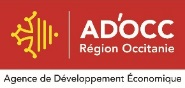 AD'OCC
Région Occitanie
Agence de Développement Économique